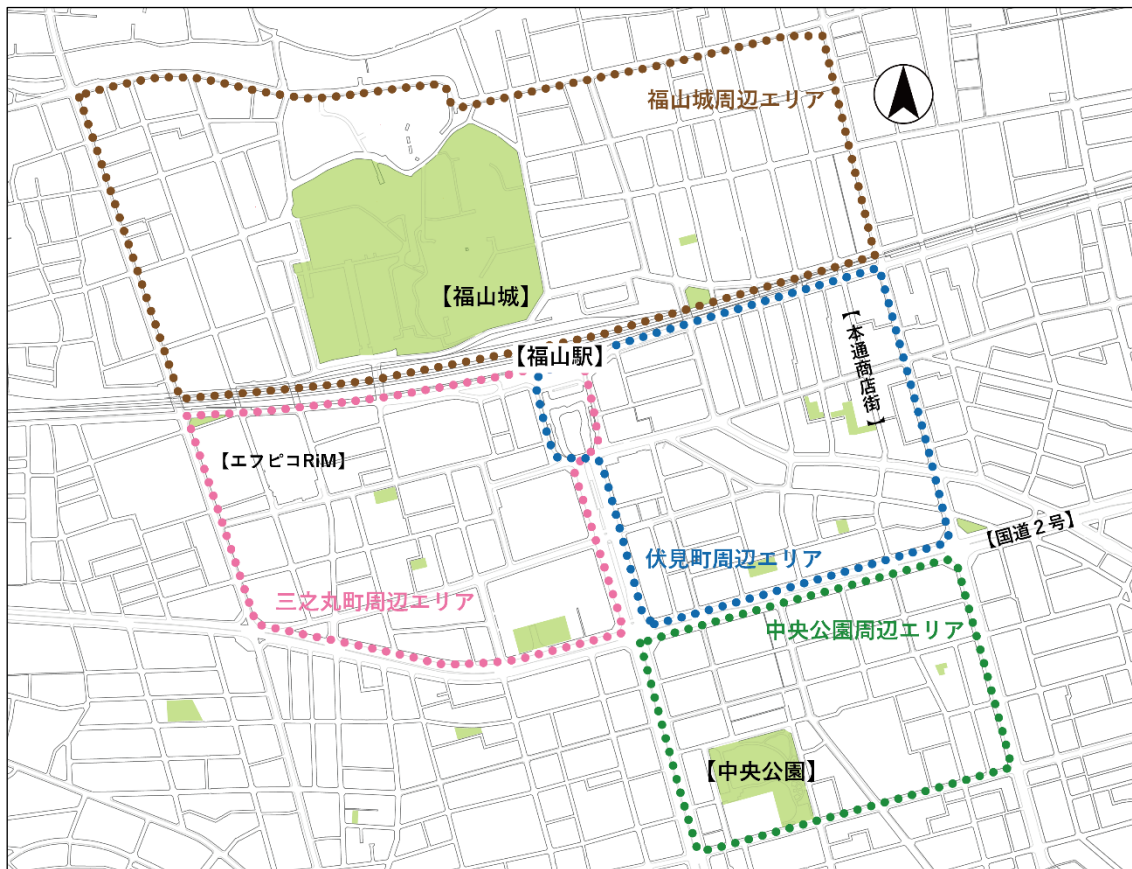 福山城周辺エリア
【福山城】
【福山駅】
【本通商店街】
【エフピコRiM】
【国道２号】
伏見町周辺エリア
三之丸町周辺エリア
中央公園周辺エリア
【中央公園】